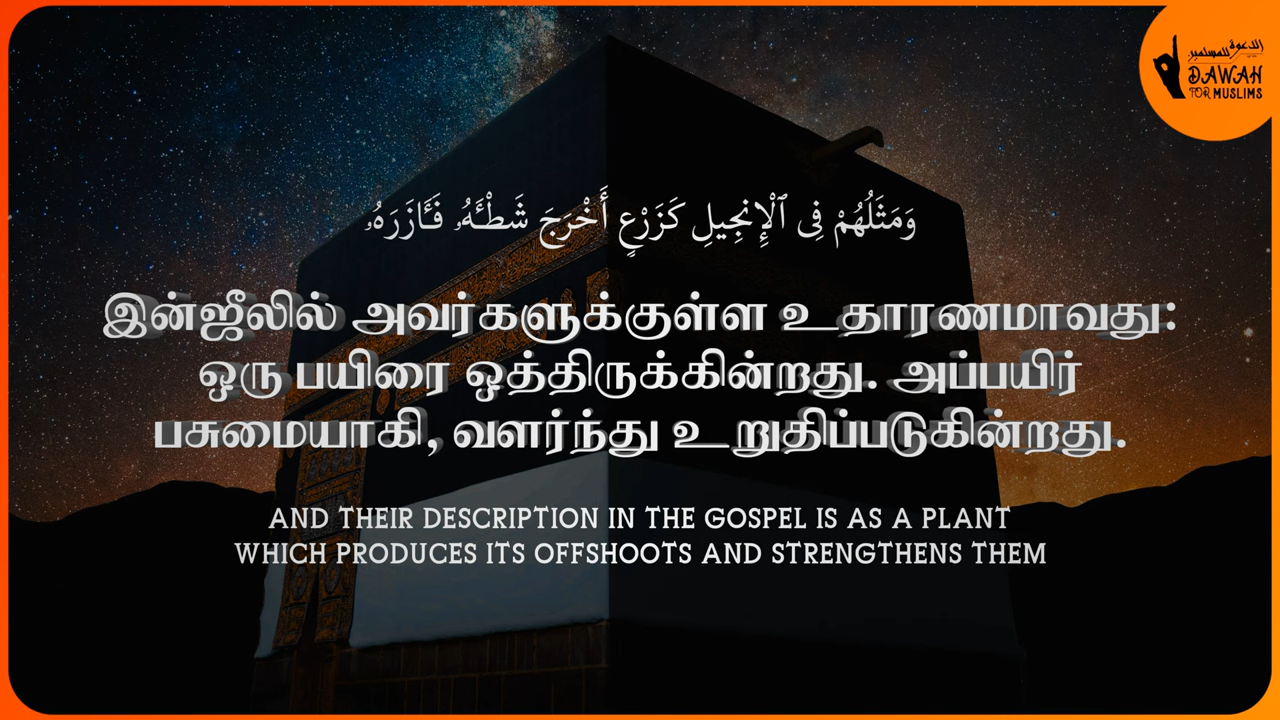 الدعوة للمسلمين
DAWAH
FOR MUSLIMS
وَمَثَلُهُمْ فِى ٱلْإِنجِيلِ كَزَرْعٍ أَخْرَجَ شَطْـَٔهُۥ فَـَٔازَرَهُۥ
இன்ஜீலில் அவர்களுக்குள்ள உதாரணமாவது:
ஒரு பயிரை ஒத்திருக்கின்றது. அப்பயிர்
பசுமையாகி, வளர்ந்து உறுதிப்படுகின்றது.
AND THEIR DESCRIPTION IN THE GOSPEL IS AS A PLANT
WHICH PRODUCES ITS OFFSHOOTS AND STRENGTHENS THEM